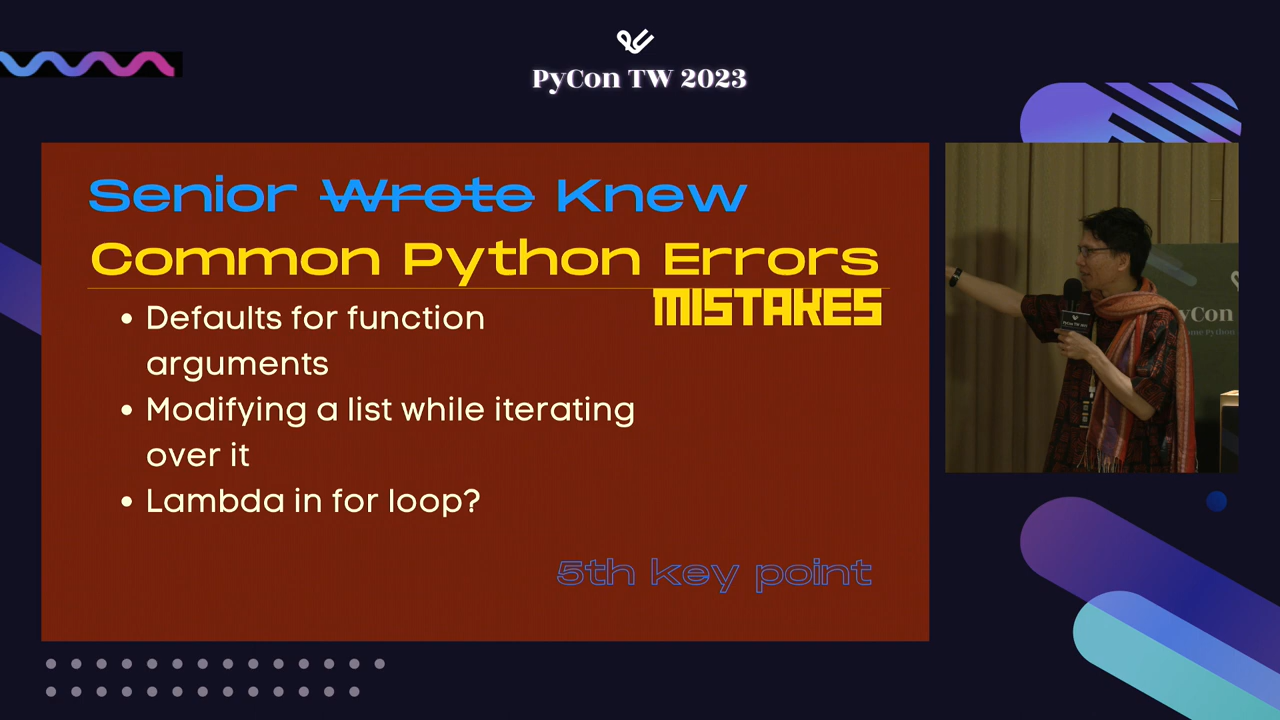 PyCon TW 2023
Senior Wrote Knew
Common Python Errors
MISTAKES
• Defaults for function
arguments
• Modifying a list while iterating
over it
• Lambda in for loop?
5th key point
yCon